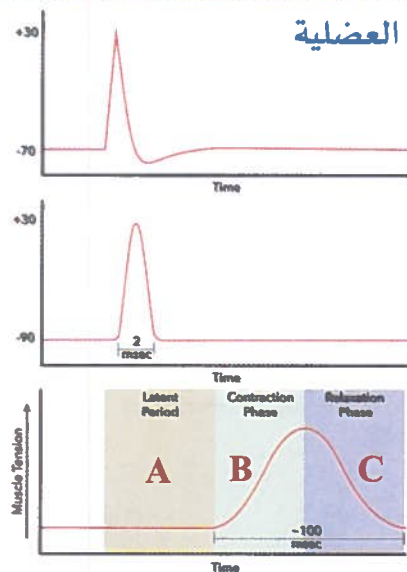 العضلية
+30
-70
Time
+30
-90
2
msec
Time
Muscle Tension
Latent
Period
Contraction
Phase
Relaxation
Phase
A
B
C
~100
msec
Time